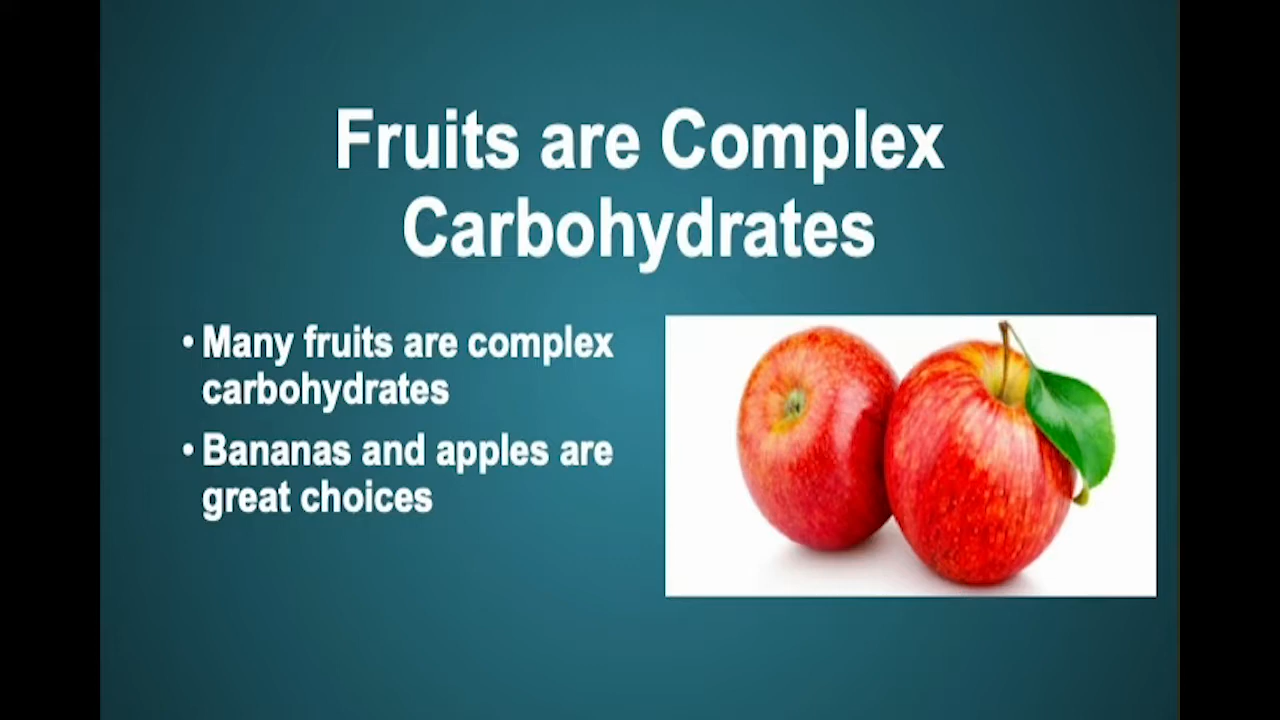 Fruits are Complex
Carbohydrates
• Many fruits are complex
carbohydrates
• Bananas and apples are
great choices